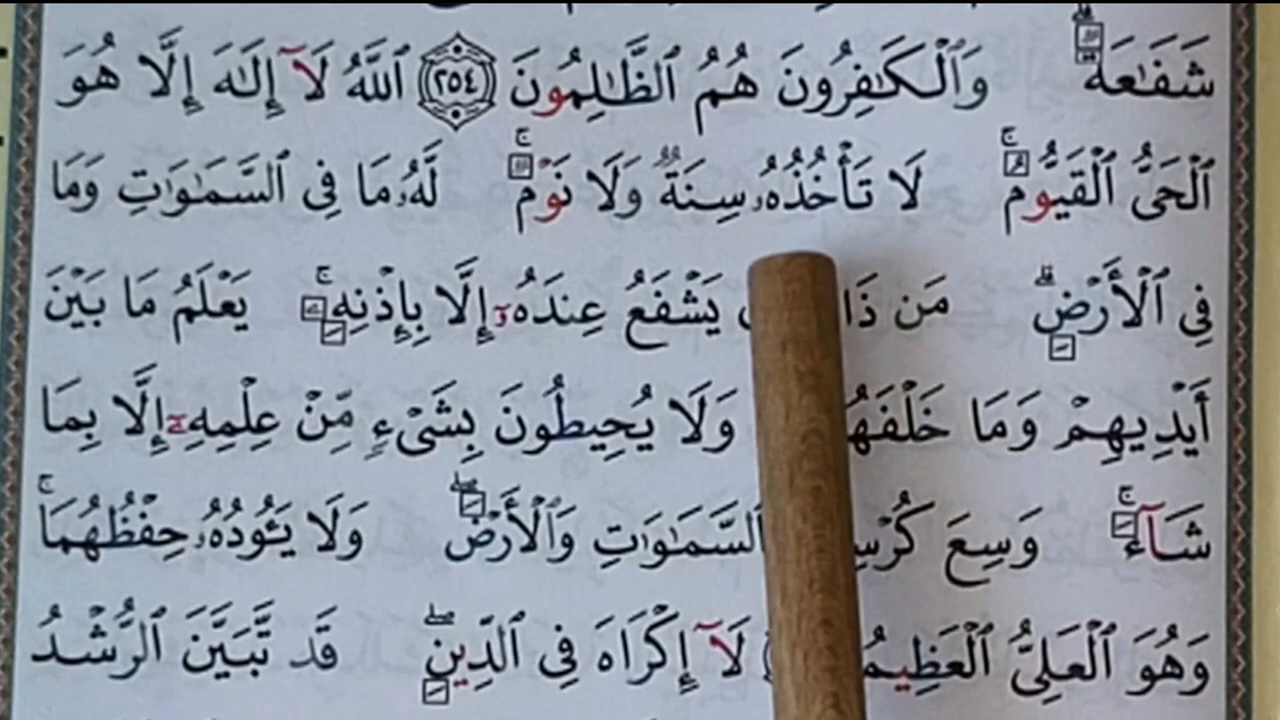 شَفَـٰعَةٌۗ وَٱلْكَـٰفِرُونَ هُمُ ٱلظَّـٰلِمُونَ ٢٥٤ ٱللَّهُ لَآ إِلَـٰهَ إِلَّا هُوَ
ٱلْحَىُّ ٱلْقَيُّومُۚ لَا تَأْخُذُهُۥ سِنَةٌ وَلَا نَوْمٌۚ لَّهُۥ مَا فِى ٱلسَّمَـٰوَٰتِ وَمَا
فِى ٱلْأَرْضِۗ مَن ذَا يَشْفَعُ عِندَهُۥٓ إِلَّا بِإِذْنِهِۦۚ يَعْلَمُ مَا بَيْنَ
أَيْدِيهِمْ وَمَا خَلْفَهُ وَلَا يُحِيطُونَ بِشَىْءٍ مِّنْ عِلْمِهِۦٓ إِلَّا بِمَا
شَآءَۚ وَسِعَ كُرْسِ ٱلسَّمَـٰوَٰتِ وَٱلْأَرْضَۖ وَلَا يَـُٔودُهُۥ حِفْظُهُمَاۚ
وَهُوَ ٱلْعَلِىُّ ٱلْعَظِيمُ لَآ إِكْرَاهَ فِى ٱلدِّينِۖ قَد تَّبَيَّنَ ٱلرُّشْدُ